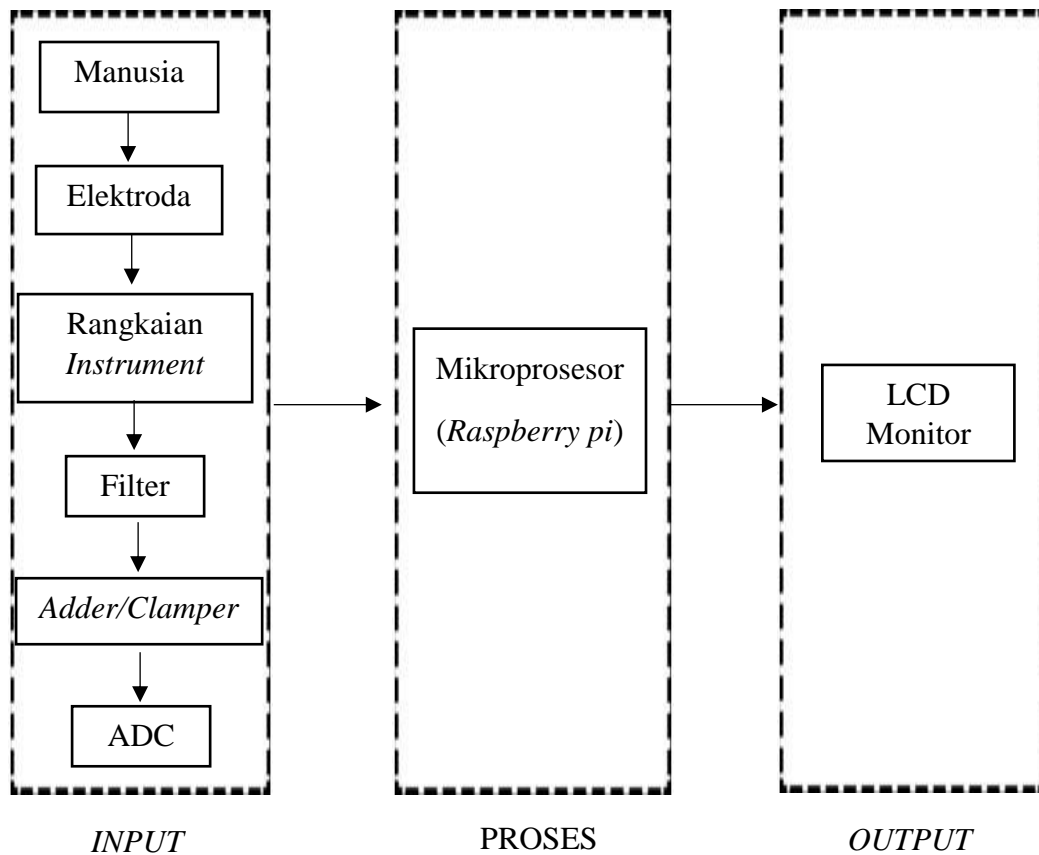 Manusia
Elektroda
Rangkaian
Instrument
Filter
Adder/Clamper
ADC
INPUT
Mikroprosesor
(Raspberry pi)
PROSES
LCD
Monitor
OUTPUT